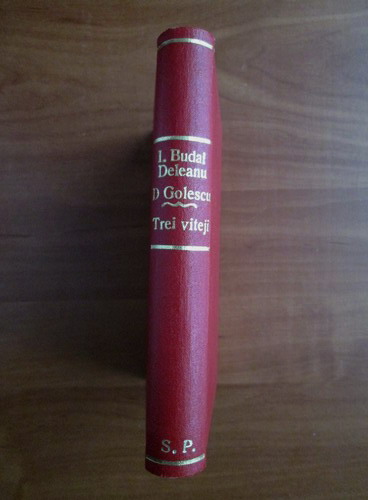 I. Budai
Deleanu
D Golescu
Trei viteji
S. P.